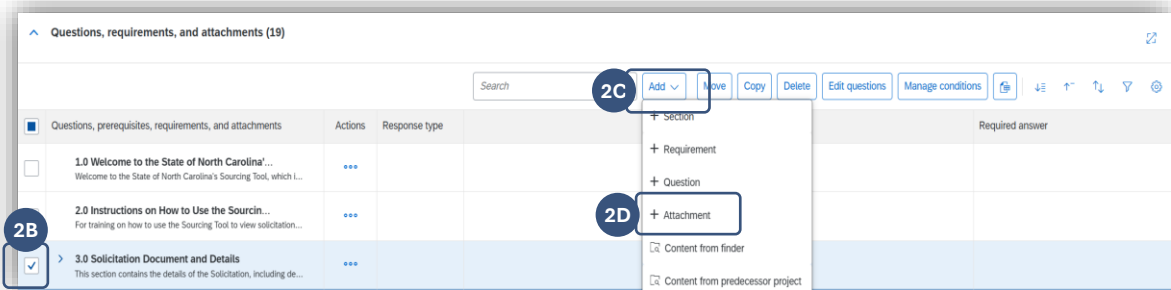 Questions, requirements, and attachments (19)
Search
2C
Add
Move
Copy
Delete
Edit questions
Manage conditions
Questions, prerequisites, requirements, and attachments
Actions
Response type
Required answer
+ Section
+ Requirement
+ Question
2D
+ Attachment
Content from finder
Content from predecessor project
1.0 Welcome to the State of North Carolina'...
Welcome to the State of North Carolina's Sourcing Tool, which i...
2.0 Instructions on How to Use the Sourcin...
For training on how to use the Sourcing Tool to view solicitation...
2B
3.0 Solicitation Document and Details
This section contains the details of the Solicitation, including de...